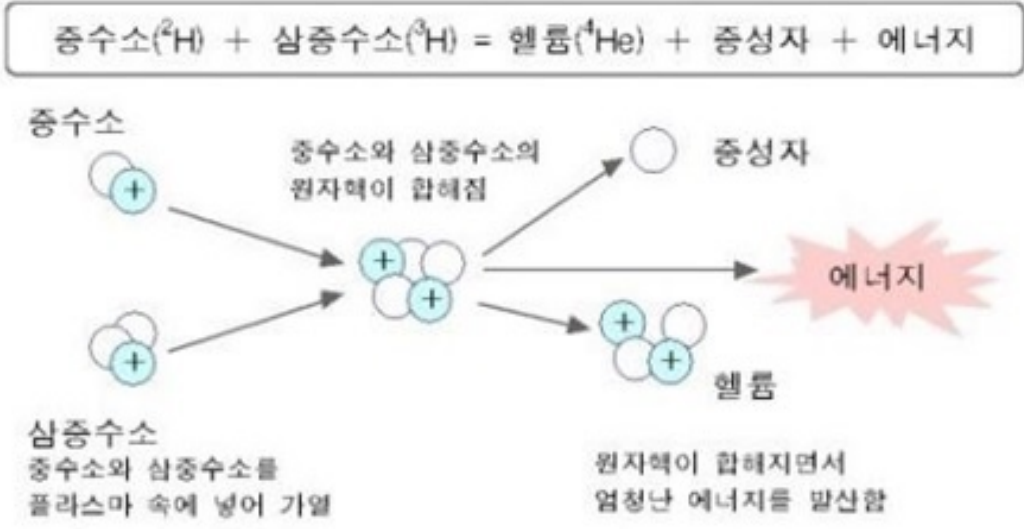 중수소(²H) + 삼중수소(³H) = 헬륨(⁴He) + 중성자 + 에너지
중수소
+
중수소와 삼중수소의
원자핵이 합해짐
중성자
+
+
에너지
+
+
+
헬륨
삼중수소
중수소와 삼중수소를
플라스마 속에 넣어 가열
원자핵이 합해지면서
엄청난 에너지를 발산함